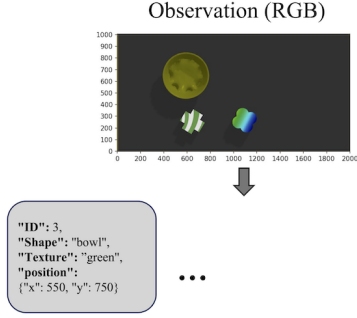 Observation (RGB)
1000
900
800
700
600
500
400
300
200
100
0
0 200 400 600 800 1000 1200 1400 1600 1800 2000
"ID": 3,
"Shape": "bowl",
"Texture": "green",
"position":
{"x": 550, "y": 750}
...